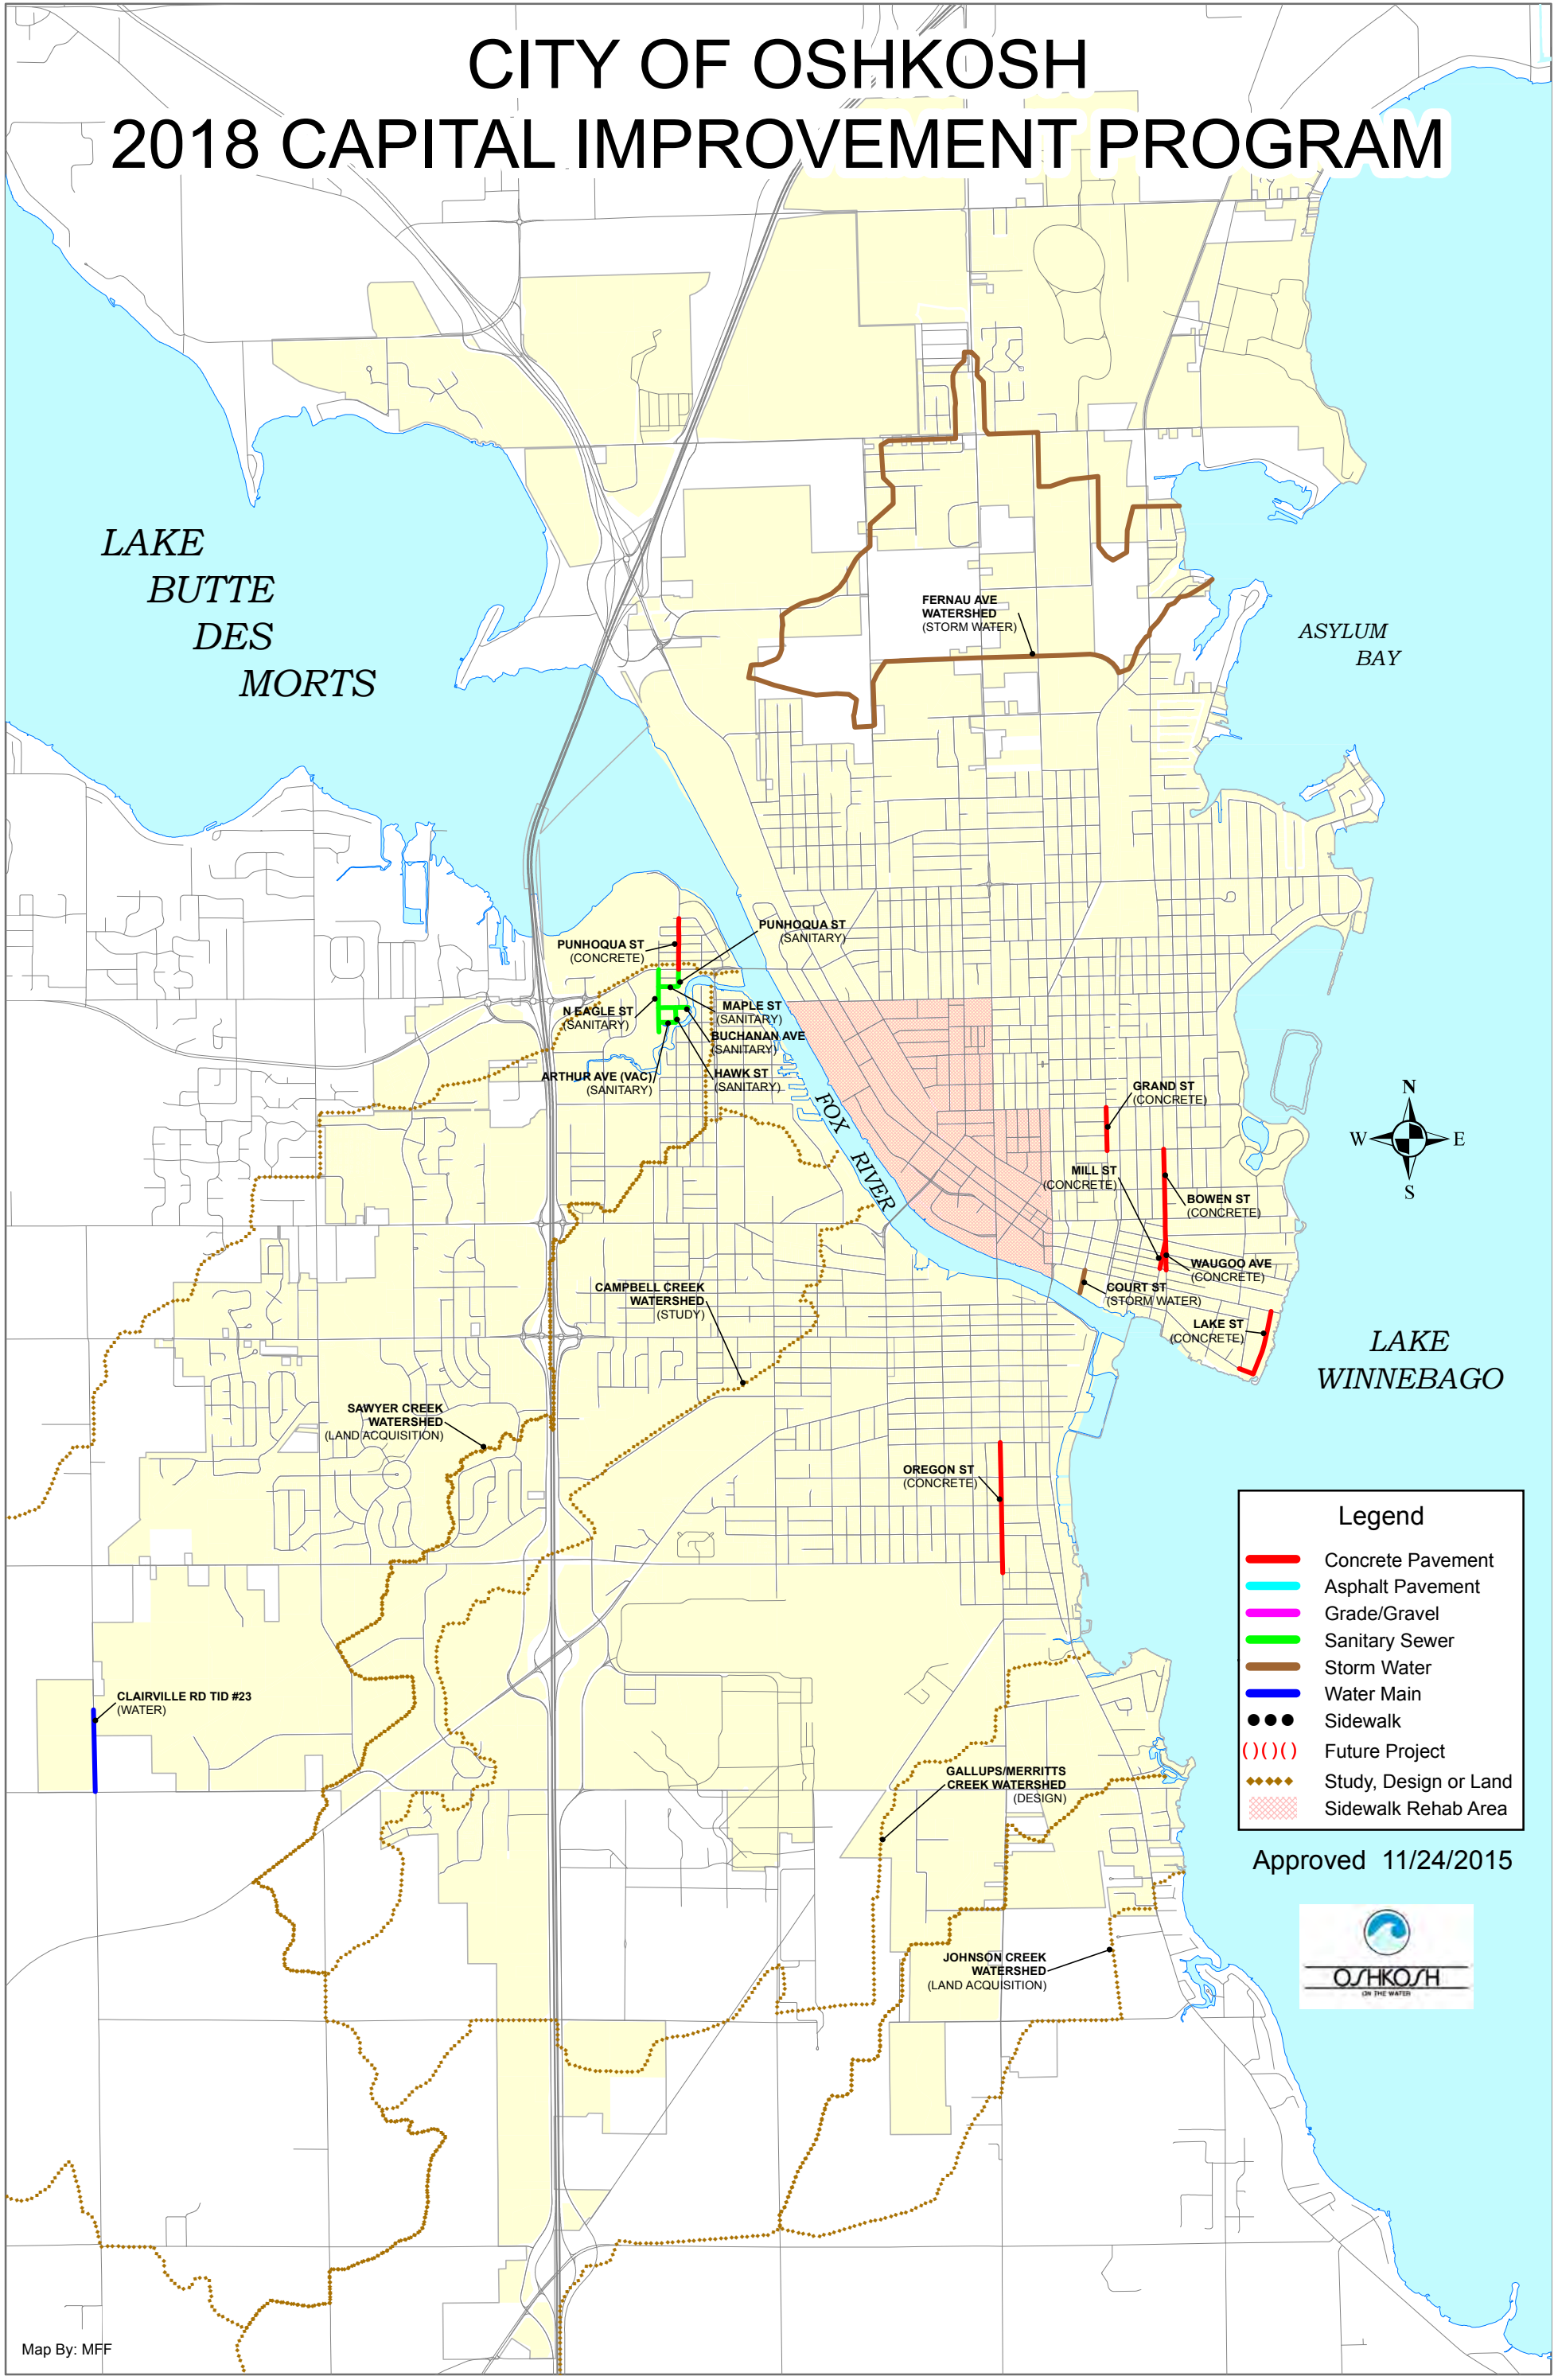 CITY OF OSHKOSH
2018 CAPITAL IMPROVEMENT PROGRAM
LAKE
BUTTE
DES
MORTS
FERNAU AVE
WATERSHED
(STORM WATER)
ASYLUM
BAY
PUNHOQUA ST
(CONCRETE)
PUNHOQUA ST
(SANITARY)
N EAGLE ST
(SANITARY)
MAPLE ST
(SANITARY)
BUCHANAN AVE
(SANITARY)
ARTHUR AVE (VAC)
(SANITARY)
HAWK ST
(SANITARY)
FOX
RIVER
GRAND ST
(CONCRETE)
MILL ST
(CONCRETE)
BOWEN ST
(CONCRETE)
WAUGOO AVE
(CONCRETE)
COURT ST
(STORM WATER)
LAKE ST
(CONCRETE)
N
W
E
S
LAKE
WINNEBAGO
CAMPBELL CREEK
WATERSHED
(STUDY)
SAWYER CREEK
WATERSHED
(LAND ACQUISITION)
OREGON ST
(CONCRETE)
CLAIRVILLE RD TID #23
(WATER)
GALLUPS/MERRITTS
CREEK WATERSHED
(DESIGN)
JOHNSON CREEK
WATERSHED
(LAND ACQUISITION)
Legend
Concrete Pavement
Asphalt Pavement
Grade/Gravel
Sanitary Sewer
Storm Water
Water Main
Sidewalk
( ) ( ) ( ) Future Project
Study, Design or Land
Sidewalk Rehab Area
Approved 11/24/2015
OSHKOSH
ON THE WATER
Map By: MFF